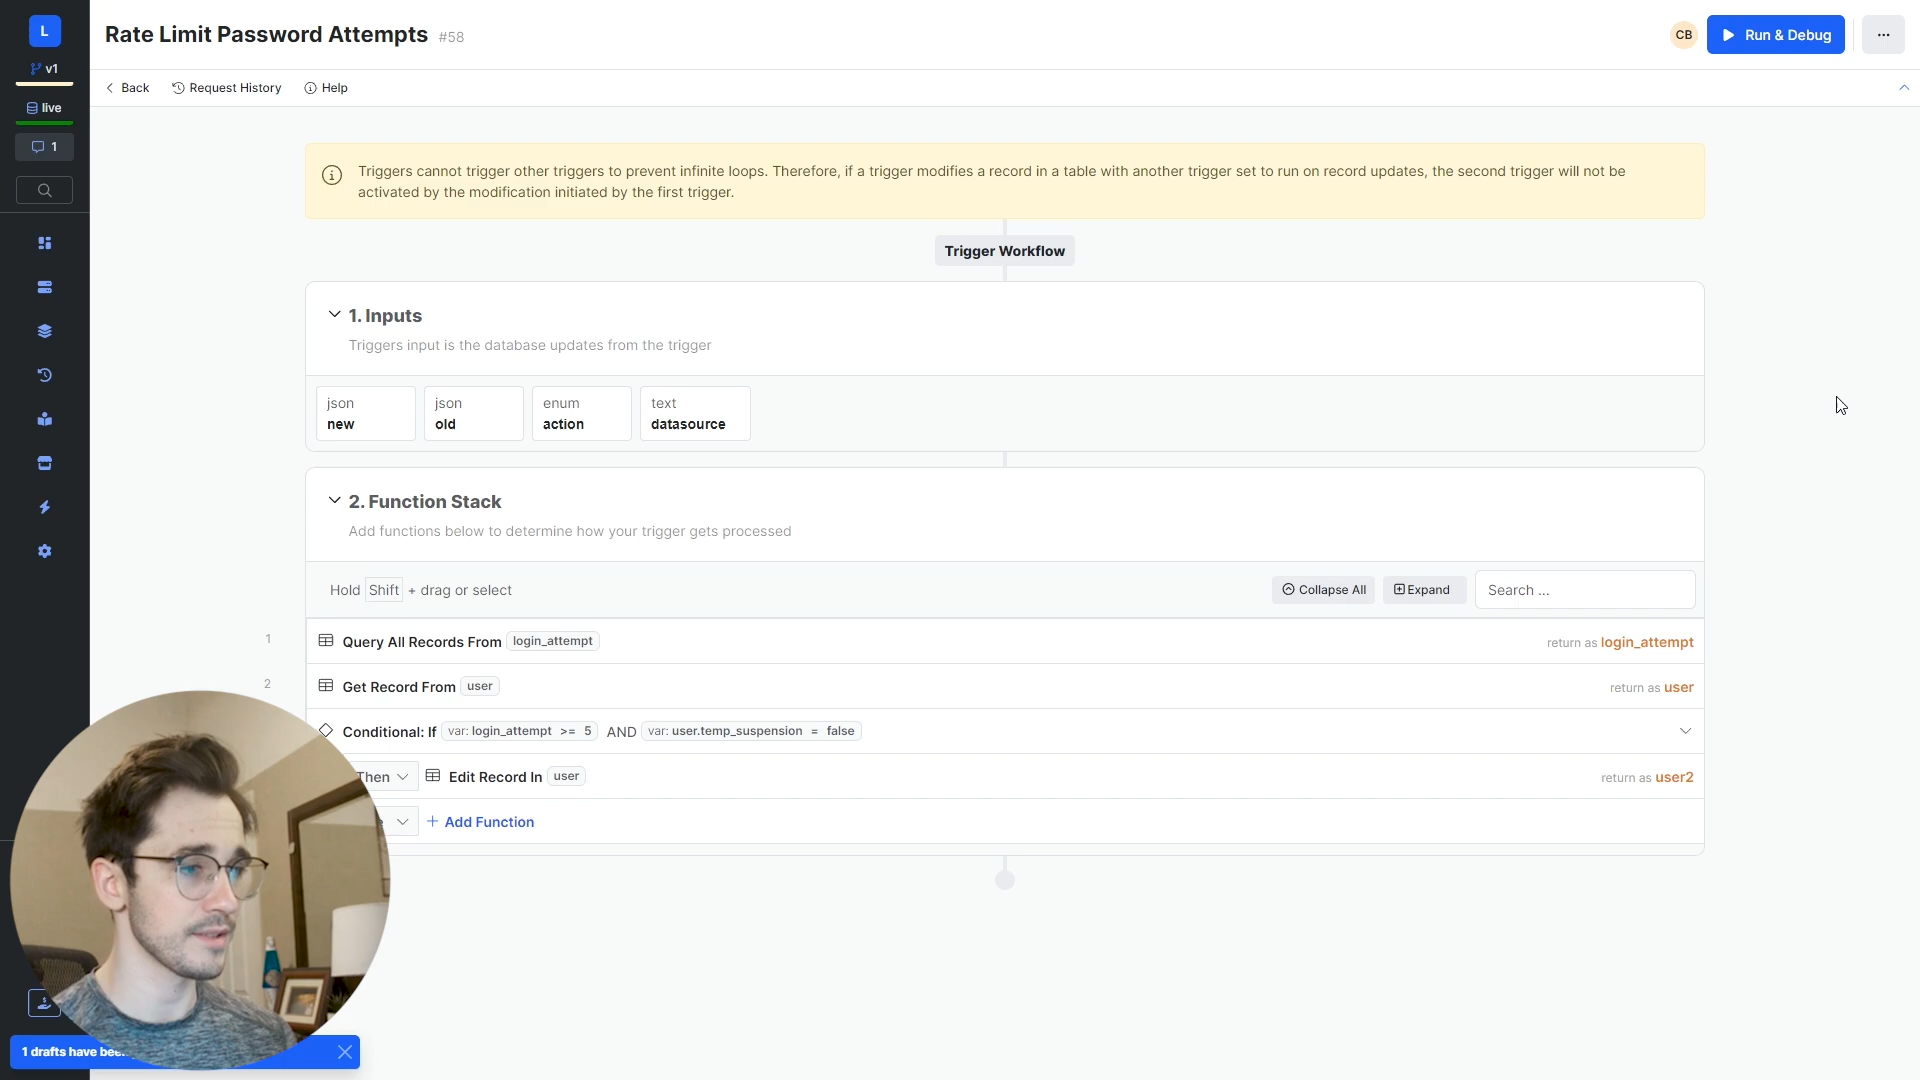 L
Rate Limit Password Attempts #58
CB
Run & Debug
...
v1
Back
Request History
Help
live
1
Triggers cannot trigger other triggers to prevent infinite loops. Therefore, if a trigger modifies a record in a table with another trigger set to run on record updates, the second trigger will not be
activated by the modification initiated by the first trigger.
Trigger Workflow
1. Inputs
Triggers input is the database updates from the trigger
json
new
json
old
enum
action
text
datasource
2. Function Stack
Add functions below to determine how your trigger gets processed
Hold Shift + drag or select
Collapse All
Expand
Search ...
1
Query All Records From login_attempt
return as login_attempt
2
Get Record From user
return as user
Conditional: If var: login_attempt >= 5 AND var: user.temp_suspension = false
Then
Edit Record In user
return as user2
+ Add Function
1 drafts have